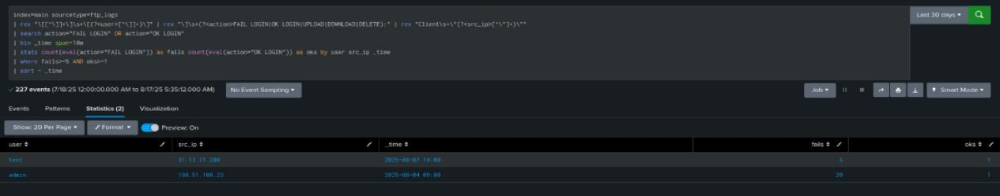 index=main sourcetype=ftp_logs
| rex "\[[^\]]+\]\s+\[(?<user>[^\]]+)\]" | rex "\]\s+(?<action>FAIL LOGIN|OK LOGIN|UPLOAD|DOWNLOAD|DELETE):" | rex "Client\s+\"(?<src_ip>[^\"]+)\""
| search action="FAIL LOGIN" OR action="OK LOGIN"
| bin _time span=10m
| stats count(eval(action="FAIL LOGIN")) as fails count(eval(action="OK LOGIN")) as oks by user src_ip _time
| where fails>=5 AND oks>=1
| sort - _time
Last 30 days
227 events (7/18/25 12:00:00.000 AM to 8/17/25 5:35:12.000 AM) No Event Sampling
Job Smart Mode
Events Patterns Statistics (2) Visualization
Show: 20 Per Page Format Preview: On
user src_ip _time fails oks
test 31.13.71.200 2025-08-07 14:00 5 1
admin 198.51.100.23 2025-08-04 09:00 20 1